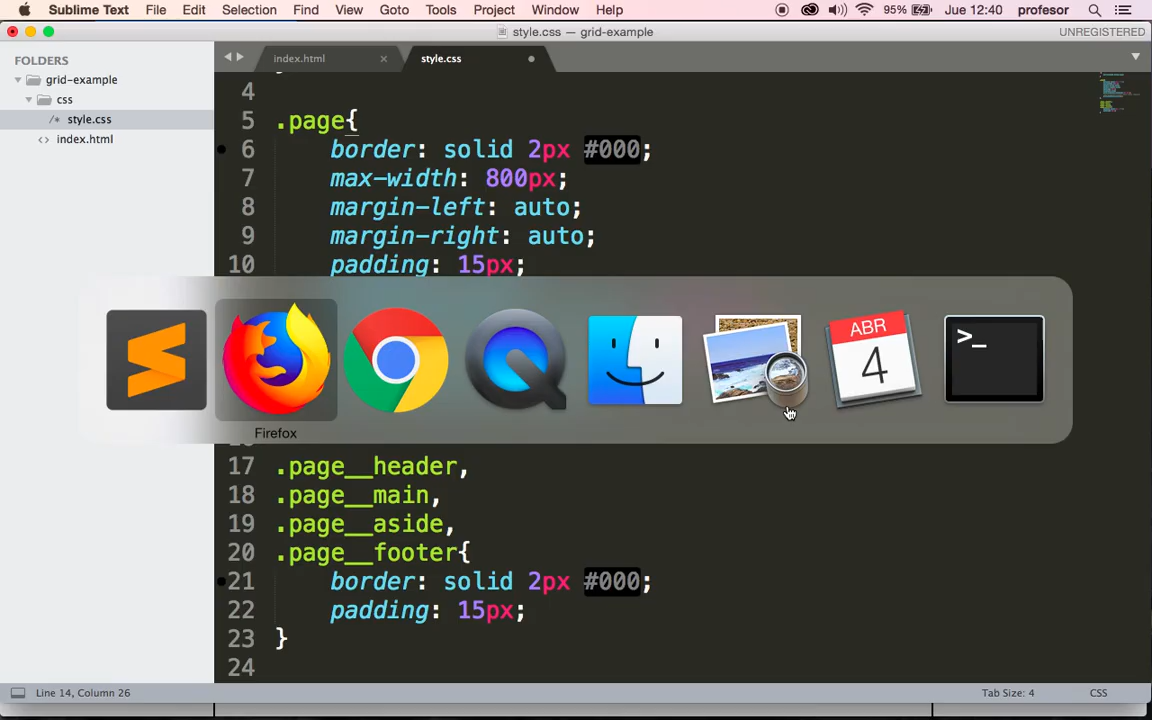 Sublime Text File Edit Selection Find View Goto Tools Project Window Help 95% Jue 12:40 profesor
style.css — grid-example UNREGISTERED
FOLDERS
grid-example
css
/* style.css
<> index.html
index.html × style.css
4
5 .page{
6 border: solid 2px #000;
7 max-width: 800px;
8 margin-left: auto;
9 margin-right: auto;
10 padding: 15px;
ABR
4
>_
Firefox
17 .page__header,
18 .page__main,
19 .page__aside,
20 .page__footer{
21 border: solid 2px #000;
22 padding: 15px;
23 }
24
Line 14, Column 26 Tab Size: 4 CSS